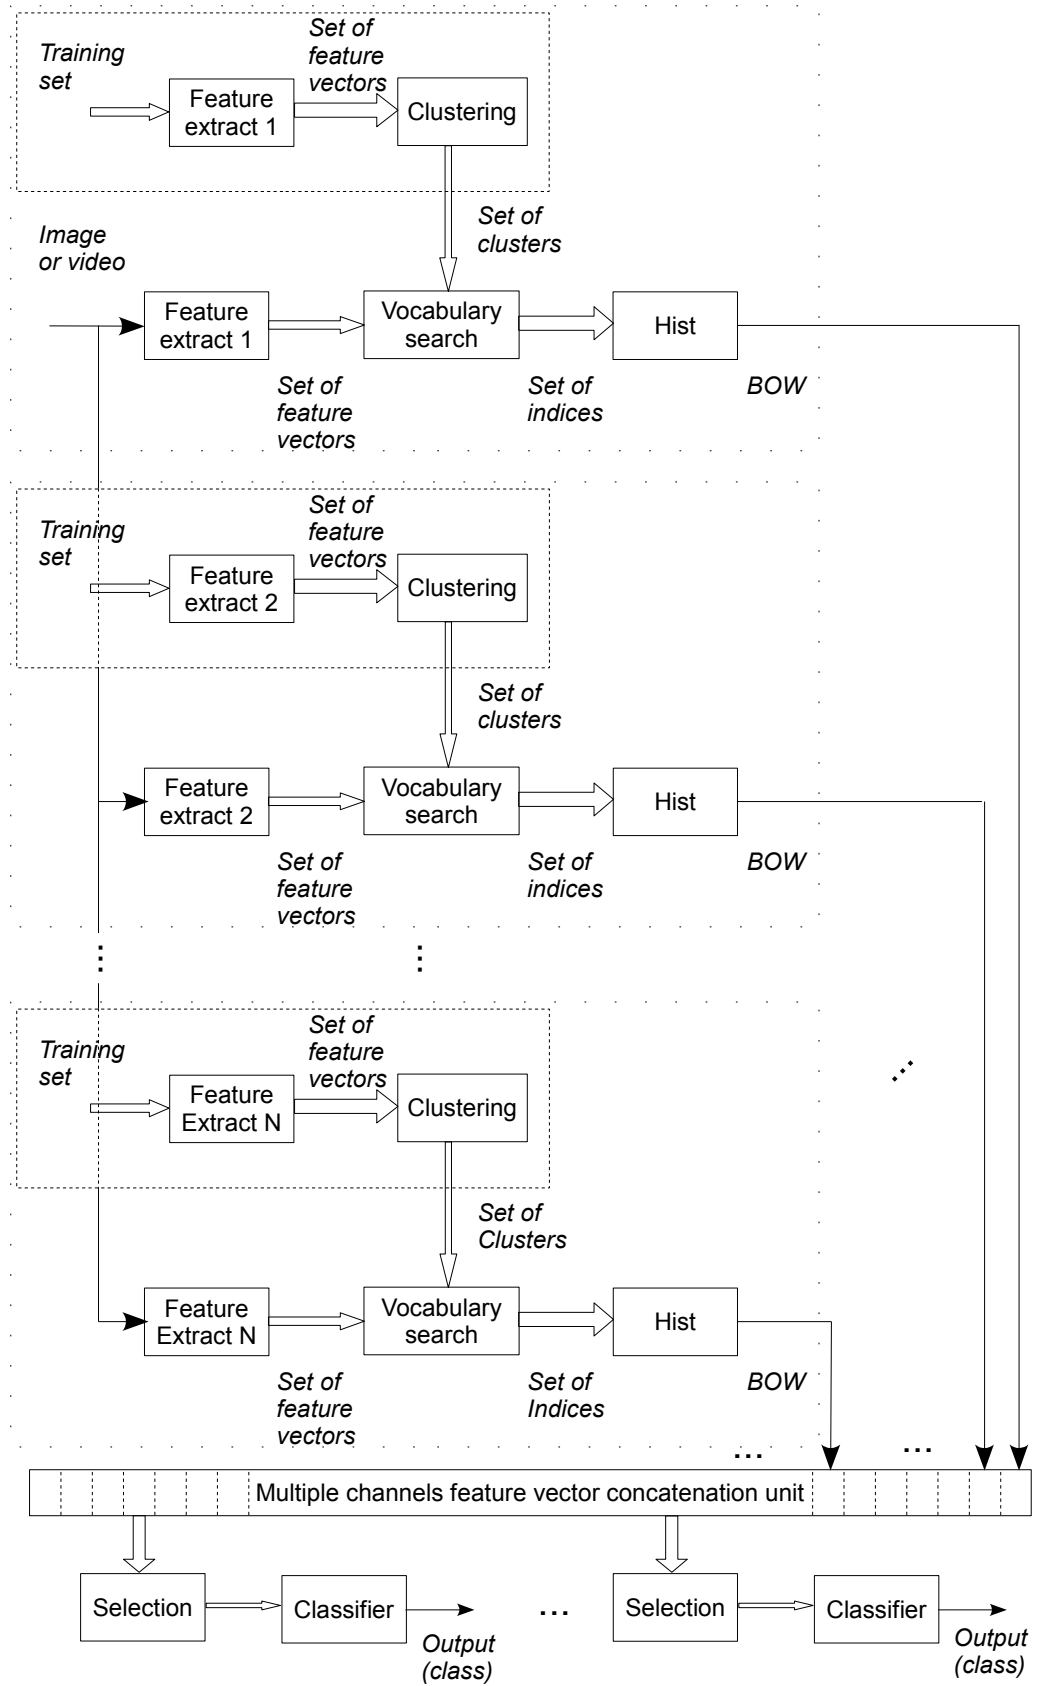 Training
set
Set of
feature
vectors
Feature
extract 1
Clustering
Set of
clusters
Image
or video
Feature
extract 1
Vocabulary
search
Hist
Set of
feature
vectors
Set of
indices
BOW
Training
set
Set of
feature
vectors
Feature
extract 2
Clustering
Set of
clusters
Feature
extract 2
Vocabulary
search
Hist
Set of
feature
vectors
Set of
indices
BOW
...
...
Training
set
Set of
feature
vectors
Feature
Extract N
Clustering
...
Set of
Clusters
Feature
Extract N
Vocabulary
search
Hist
Set of
feature
vectors
Set of
Indices
BOW
...
...
Multiple channels feature vector concatenation unit
Selection
Classifier
Output
(class)
...
Selection
Classifier
Output
(class)